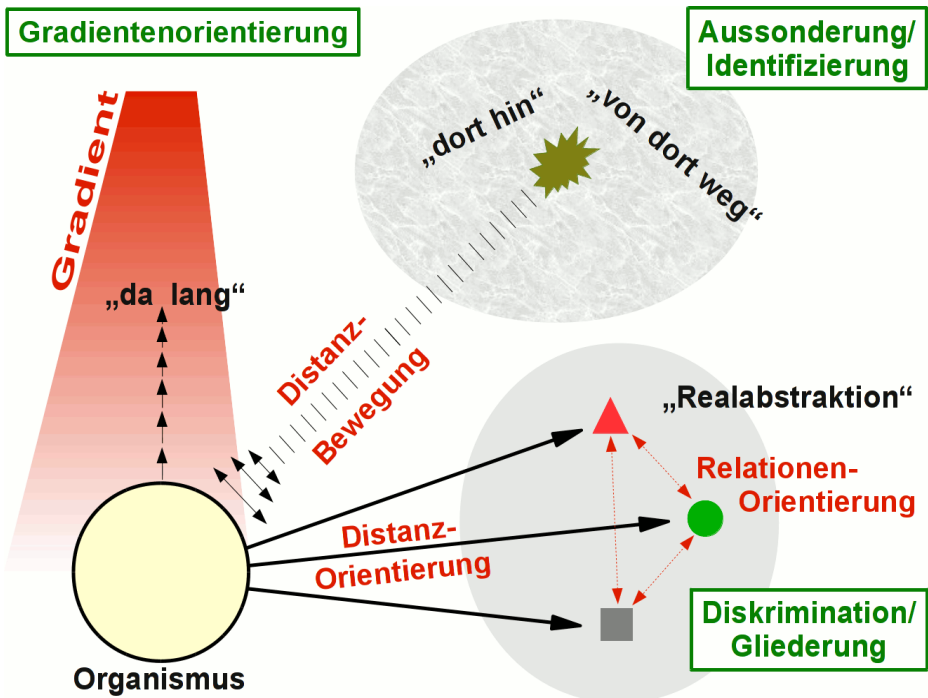 Gradientenorientierung
Aussonderung/
Identifizierung
Gradient
„dort hin“
„von dort weg“
„da lang“
Distanz-
Bewegung
„Realabstraktion“
Relationen-
Orientierung
Distanz-
Orientierung
Diskrimination/
Gliederung
Organismus